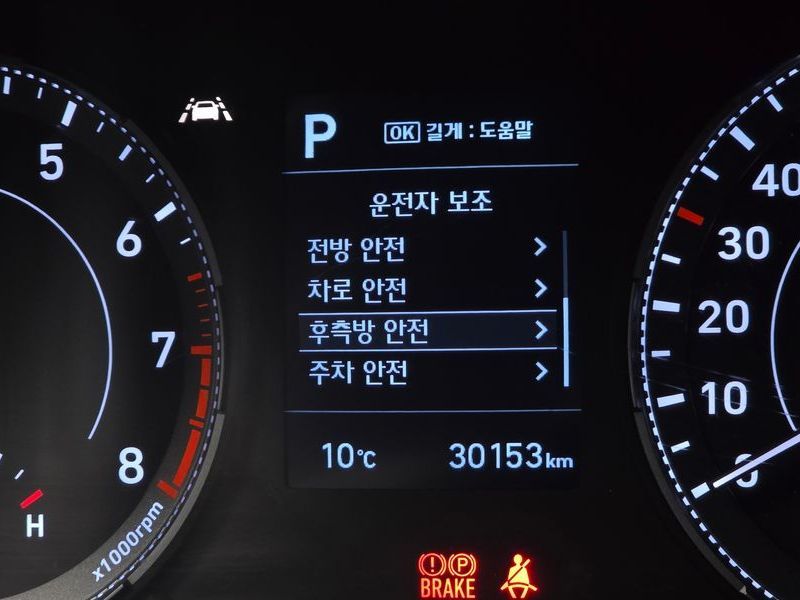 P
OK 길게 : 도움말
운전자 보조
전방 안전
차로 안전
후측방 안전
주차 안전
10℃ 30153km
5
6
7
8
H
x1000rpm
40
30
20
10
0
BRAKE